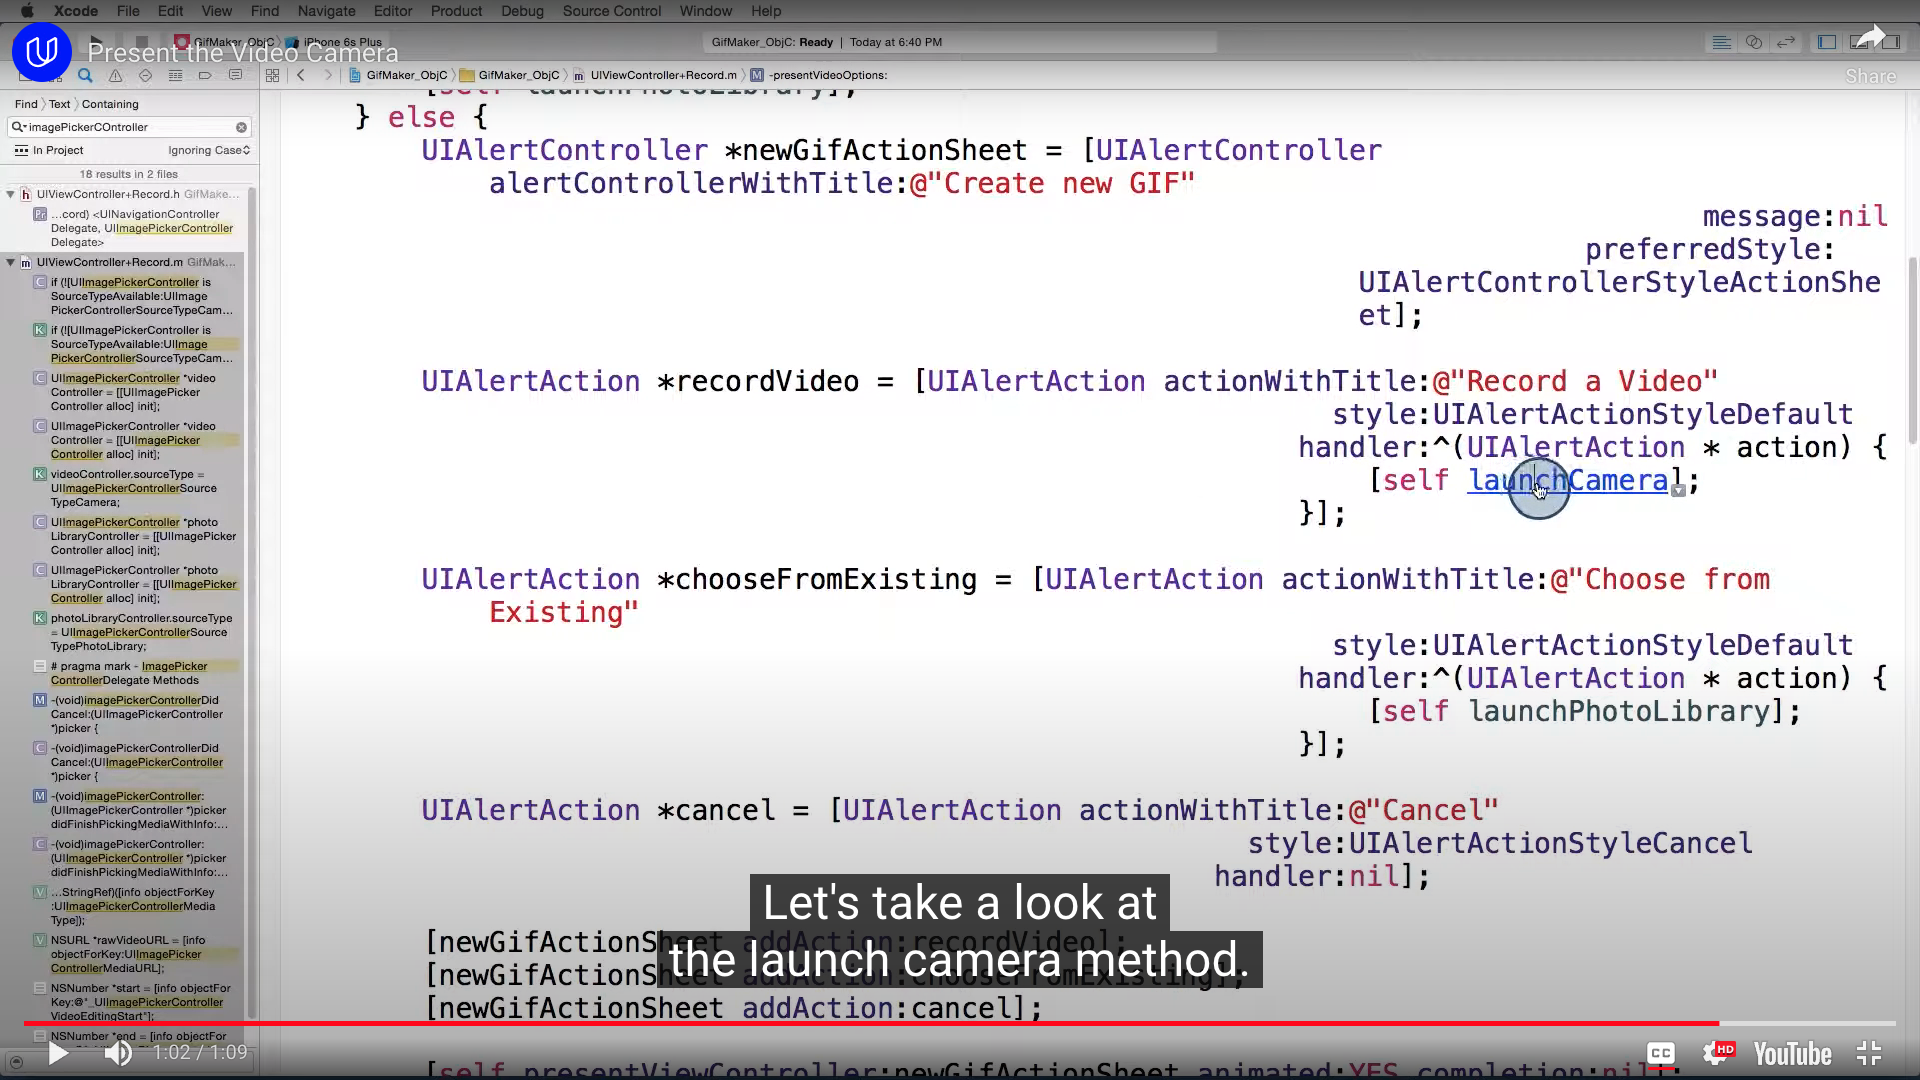 Xcode File Edit View Find Navigate Editor Product Debug Source Control Window Help
GifMaker_ObjC iPhone 6s Plus GifMaker_ObjC: Ready | Today at 6:40 PM
Present the Video Camera
Share
GifMaker_ObjC GifMaker_ObjC UIViewController+Record.m -presentVideoOptions:
Find Text Containing
imagePickerCOntroller
In Project Ignoring Case
18 results in 2 files
UIViewController+Record.h GifMake...
...cord) <UINavigationController
Delegate, UIImagePickerController
Delegate>
UIViewController+Record.m GifMak...
if (![UIImagePickerController is
SourceTypeAvailable:UIImage
PickerControllerSourceTypeCam...
if (![UIImagePickerController is
SourceTypeAvailable:UIImage
PickerControllerSourceTypeCam...
UIImagePickerController *video
Controller = [[UIImagePicker
Controller alloc] init];
UIImagePickerController *video
Controller = [[UIImagePicker
Controller alloc] init];
videoController.sourceType =
UIImagePickerControllerSource
TypeCamera;
UIImagePickerController *photo
LibraryController = [[UIImagePicker
Controller alloc] init];
UIImagePickerController *photo
LibraryController = [[UIImagePicker
Controller alloc] init];
photoLibraryController.sourceType
= UIImagePickerControllerSource
TypePhotoLibrary;
# pragma mark - ImagePicker
ControllerDelegate Methods
-(void)imagePickerControllerDid
Cancel:(UIImagePickerController
*)picker {
-(void)imagePickerControllerDid
Cancel:(UIImagePickerController
*)picker {
-(void)imagePickerController:
(UIImagePickerController *)picker
didFinishPickingMediaWithInfo:...
-(void)imagePickerController:
(UIImagePickerController *)picker
didFinishPickingMediaWithInfo:...
...StringRef)([info objectForKey
:UIImagePickerControllerMedia
Type]);
NSURL *rawVideoURL = [info
objectForKey:UIImagePicker
ControllerMediaURL];
NSNumber *start = [info objectFor
Key:@"_UIImagePickerController
VideoEditingStart"];
NSNumber *end = [info objectFor
[self launchPhotoLibrary];
} else {
UIAlertController *newGifActionSheet = [UIAlertController
alertControllerWithTitle:@"Create new GIF"
message:nil
preferredStyle:
UIAlertControllerStyleActionShe
et];
UIAlertAction *recordVideo = [UIAlertAction actionWithTitle:@"Record a Video"
style:UIAlertActionStyleDefault
handler:^(UIAlertAction * action) {
[self launchCamera];
}];
UIAlertAction *chooseFromExisting = [UIAlertAction actionWithTitle:@"Choose from
Existing"
style:UIAlertActionStyleDefault
handler:^(UIAlertAction * action) {
[self launchPhotoLibrary];
}];
UIAlertAction *cancel = [UIAlertAction actionWithTitle:@"Cancel"
style:UIAlertActionStyleCancel
handler:nil];
[newGifActionSheet addAction:recordVideo];
[newGifActionSheet addAction:chooseFromExisting];
[newGifActionSheet addAction:cancel];
[self presentViewController:newGifActionSheet animated:YES completion:nil];
Let's take a look at
the launch camera method.
1:02 / 1:09
CC HD YouTube